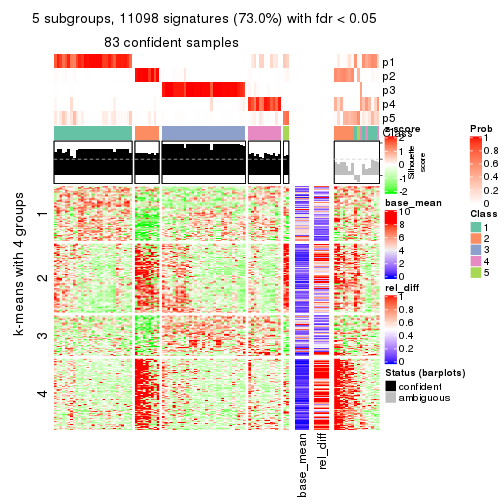 5 subgroups, 11098 signatures (73.0%) with fdr < 0.05
83 confident samples
p1
p2
p3
p4
p5
Class
z-score
2
1
0
-1
-2
Silhouette
score
Prob
1
0.8
0.6
0.4
0.2
0
Class
1
2
3
4
5
base_mean
10
8
6
4
2
0
rel_diff
1
0.8
0.6
0.4
0.2
0
Status (barplots)
confident
ambiguous
k-means with 4 groups
1
2
3
4
base_mean
rel_diff